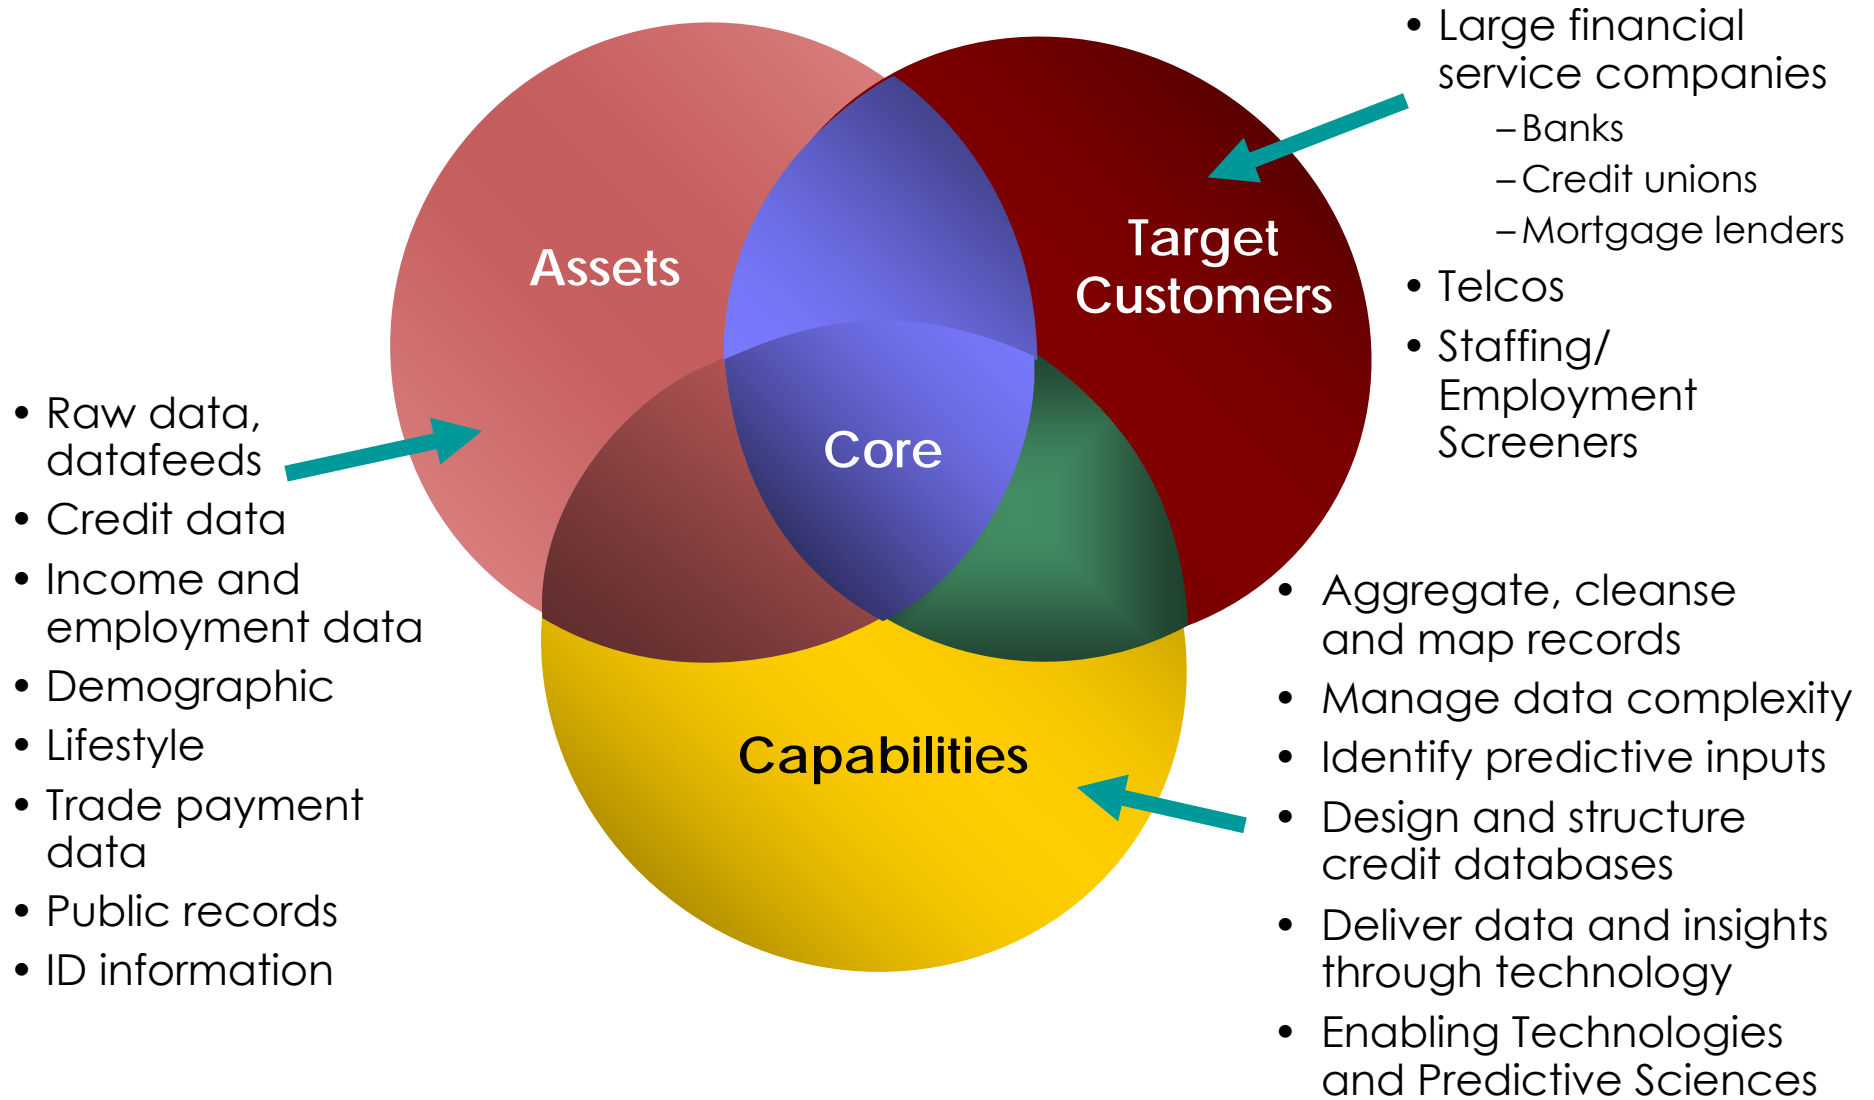 Assets
Target
Customers
Core
Capabilities
• Raw data,
datafeeds
• Credit data
• Income and
employment data
• Demographic
• Lifestyle
• Trade payment
data
• Public records
• ID information
• Large financial
service companies
– Banks
– Credit unions
– Mortgage lenders
• Telcos
• Staffing/
Employment
Screeners
• Aggregate, cleanse
and map records
• Manage data complexity
• Identify predictive inputs
• Design and structure
credit databases
• Deliver data and insights
through technology
• Enabling Technologies
and Predictive Sciences